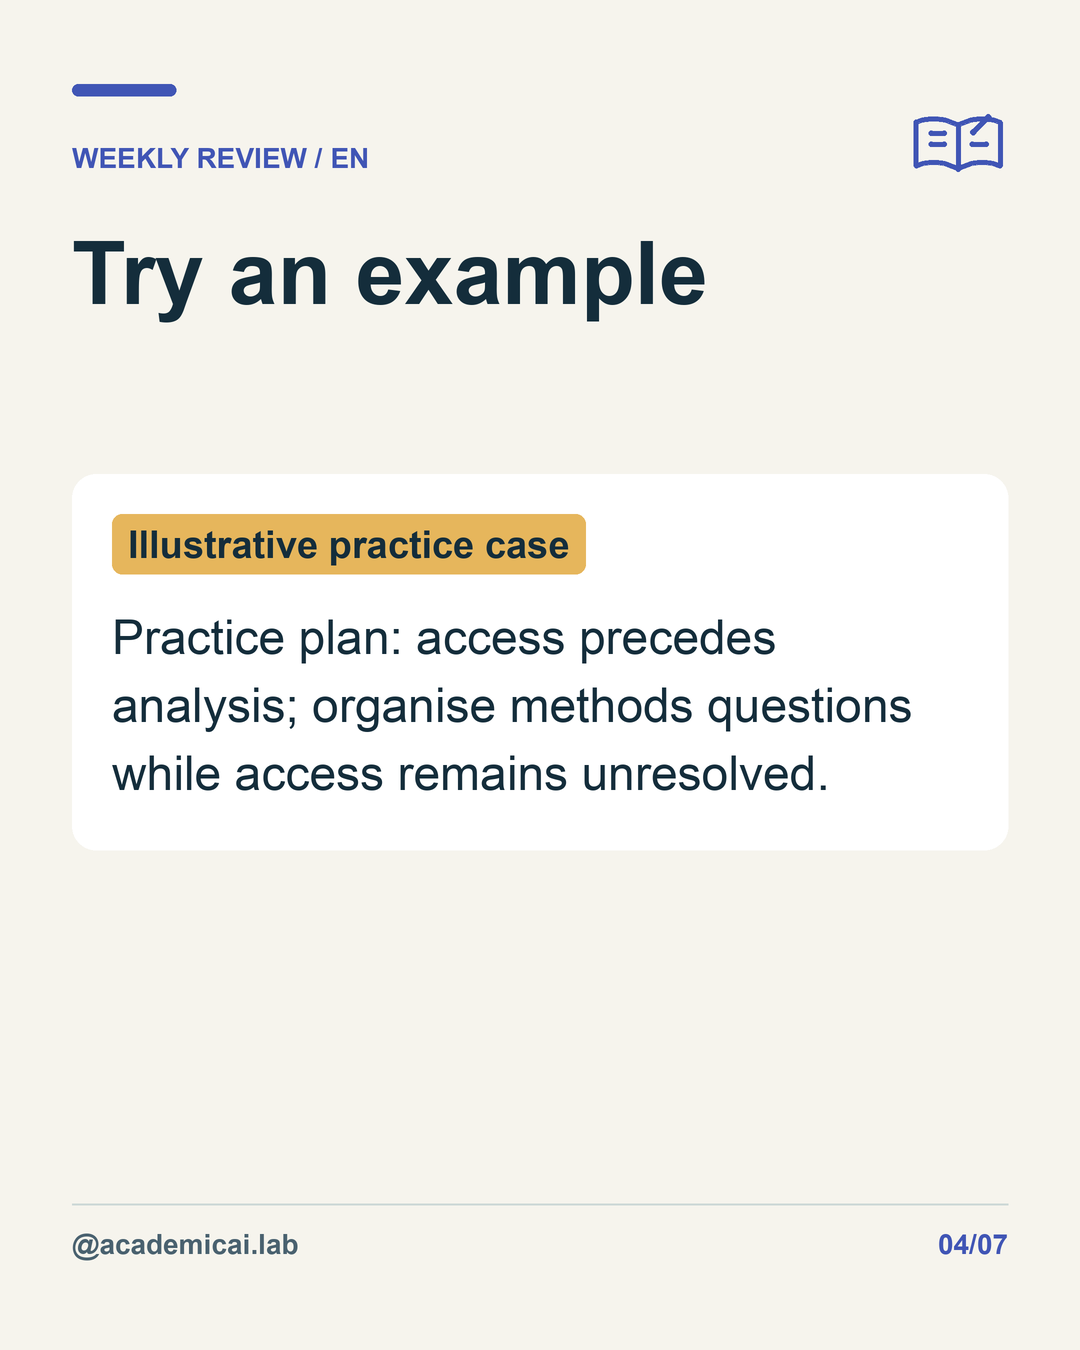 WEEKLY REVIEW / EN
Try an example
Illustrative practice case
Practice plan: access precedes
analysis; organise methods questions
while access remains unresolved.
@academicai.lab
04/07